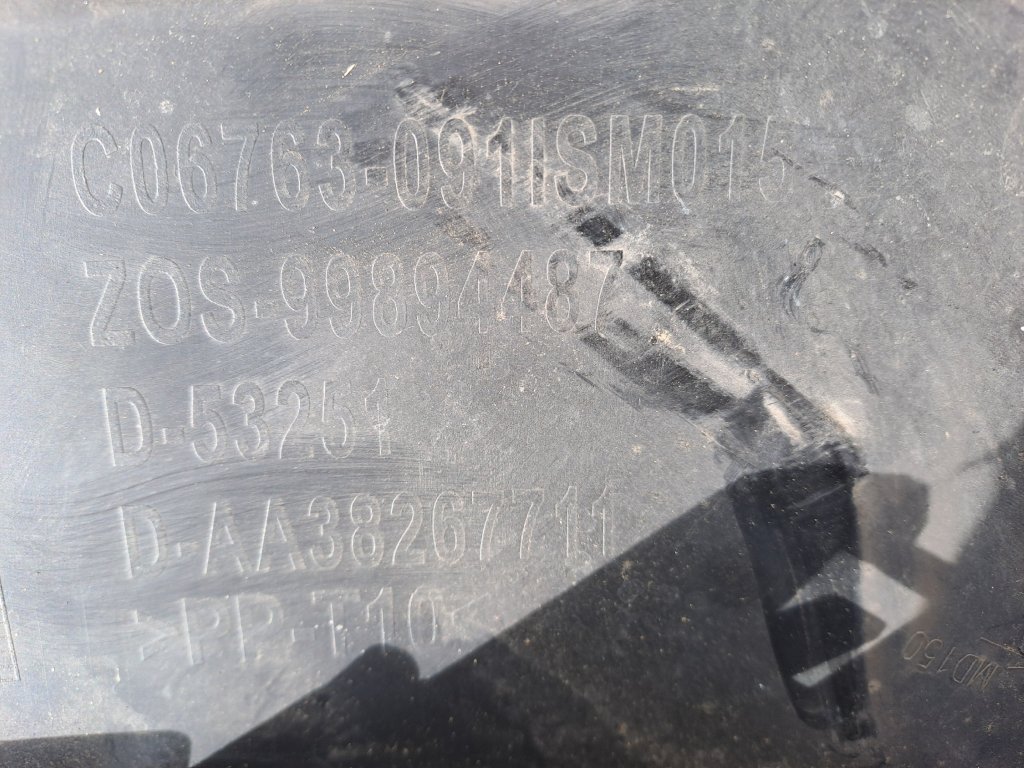 C06763-091ISM015
ZOS-99894487
D-53251
D-AA38267711
>PP-T10<
MD150